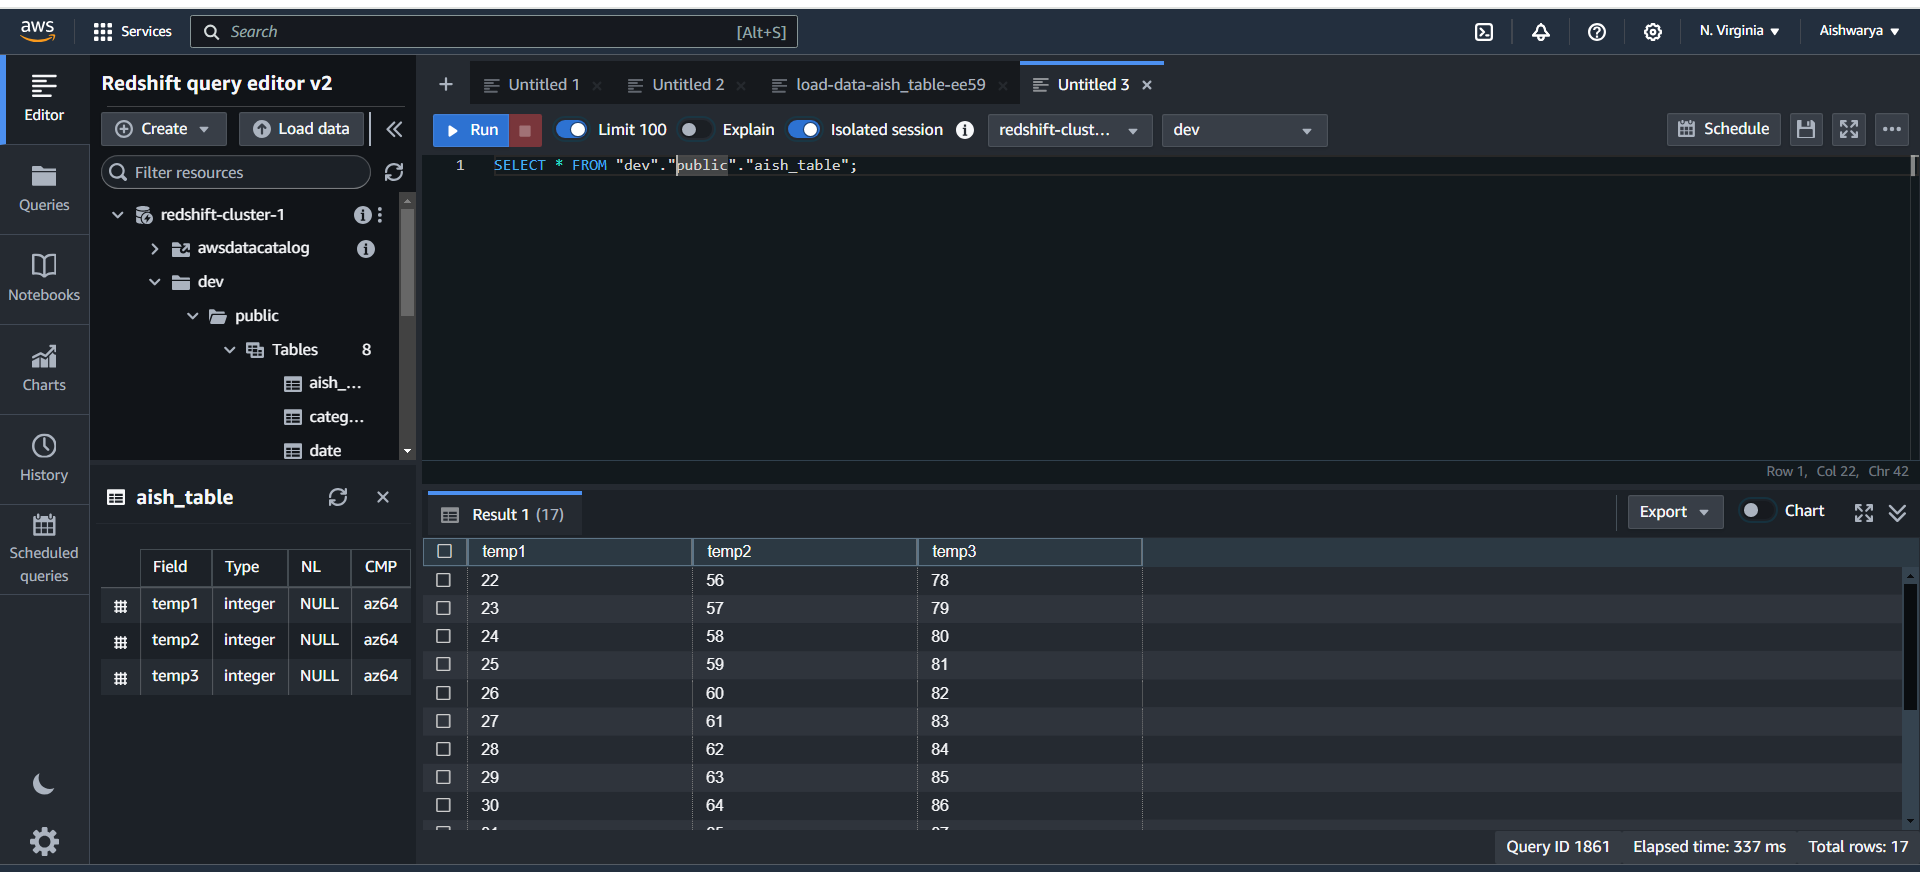 aws
Services
Search
[Alt+S]
N. Virginia
Aishwarya
Editor
Queries
Notebooks
Charts
History
Scheduled
queries
Redshift query editor v2
Create
Load data
Filter resources
redshift-cluster-1
awsdatacatalog
dev
public
Tables 8
aish_...
categ...
date
aish_table
Field Type NL CMP
temp1 integer NULL az64
temp2 integer NULL az64
temp3 integer NULL az64
Untitled 1
Untitled 2
load-data-aish_table-ee59
Untitled 3
Run
Limit 100
Explain
Isolated session
redshift-clust...
dev
Schedule
1 SELECT * FROM "dev"."public"."aish_table";
Row 1, Col 22, Chr 42
Result 1 (17)
Export
Chart
temp1 temp2 temp3
22 56 78
23 57 79
24 58 80
25 59 81
26 60 82
27 61 83
28 62 84
29 63 85
30 64 86
Query ID 1861 Elapsed time: 337 ms Total rows: 17